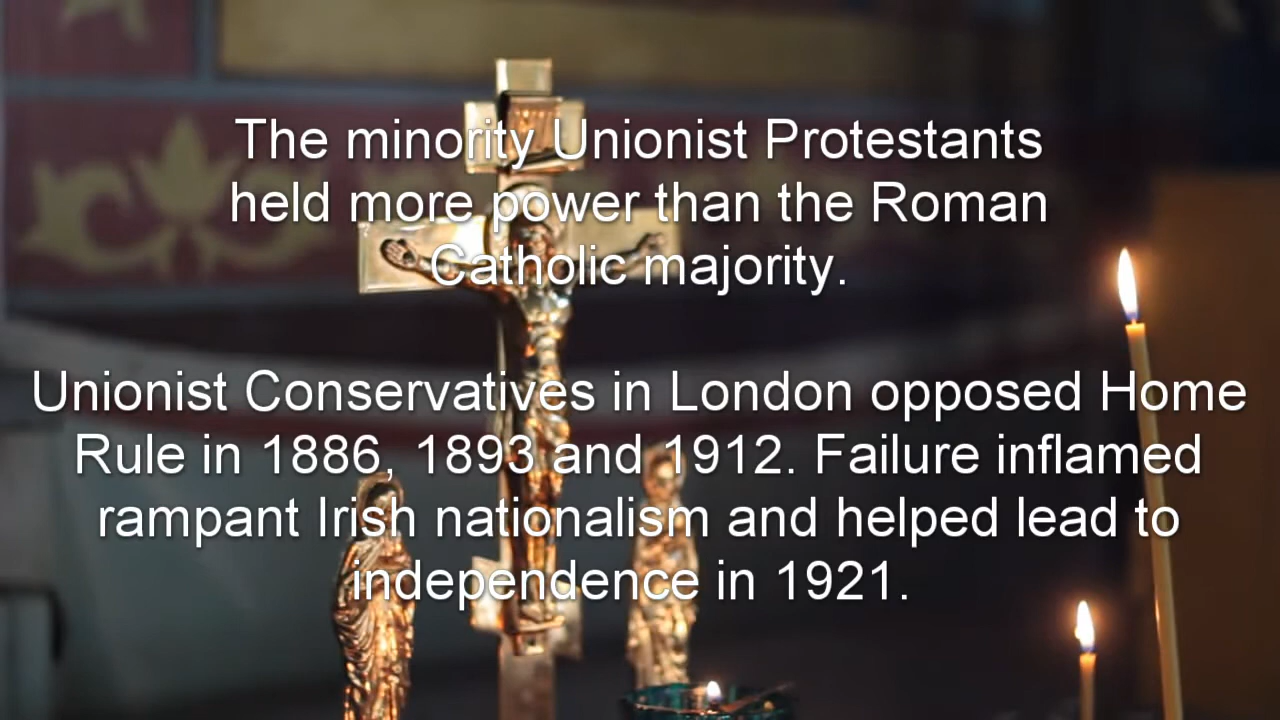 The minority Unionist Protestants
held more power than the Roman
Catholic majority.
Unionist Conservatives in London opposed Home
Rule in 1886, 1893 and 1912. Failure inflamed
rampant Irish nationalism and helped lead to
independence in 1921.